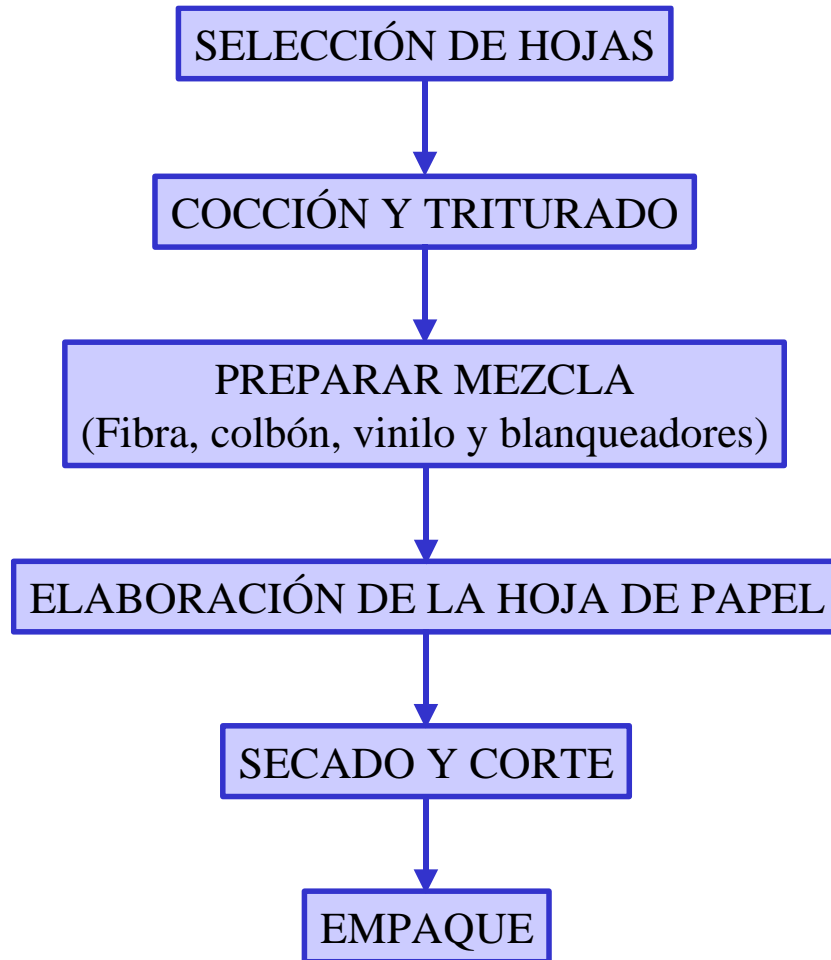 SELECCIÓN DE HOJAS
COCCIÓN Y TRITURADO
PREPARAR MEZCLA
(Fibra, colbón, vinilo y blanqueadores)
ELABORACIÓN DE LA HOJA DE PAPEL
SECADO Y CORTE
EMPAQUE